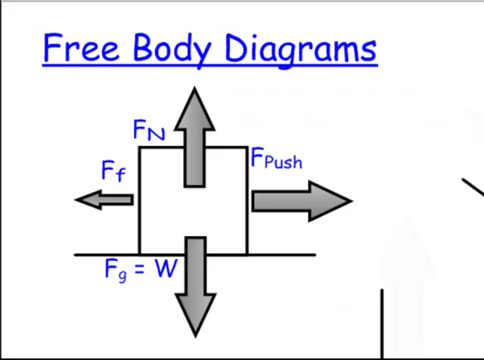 Free Body Diagrams
FN
Ff
FPush
Fg = W